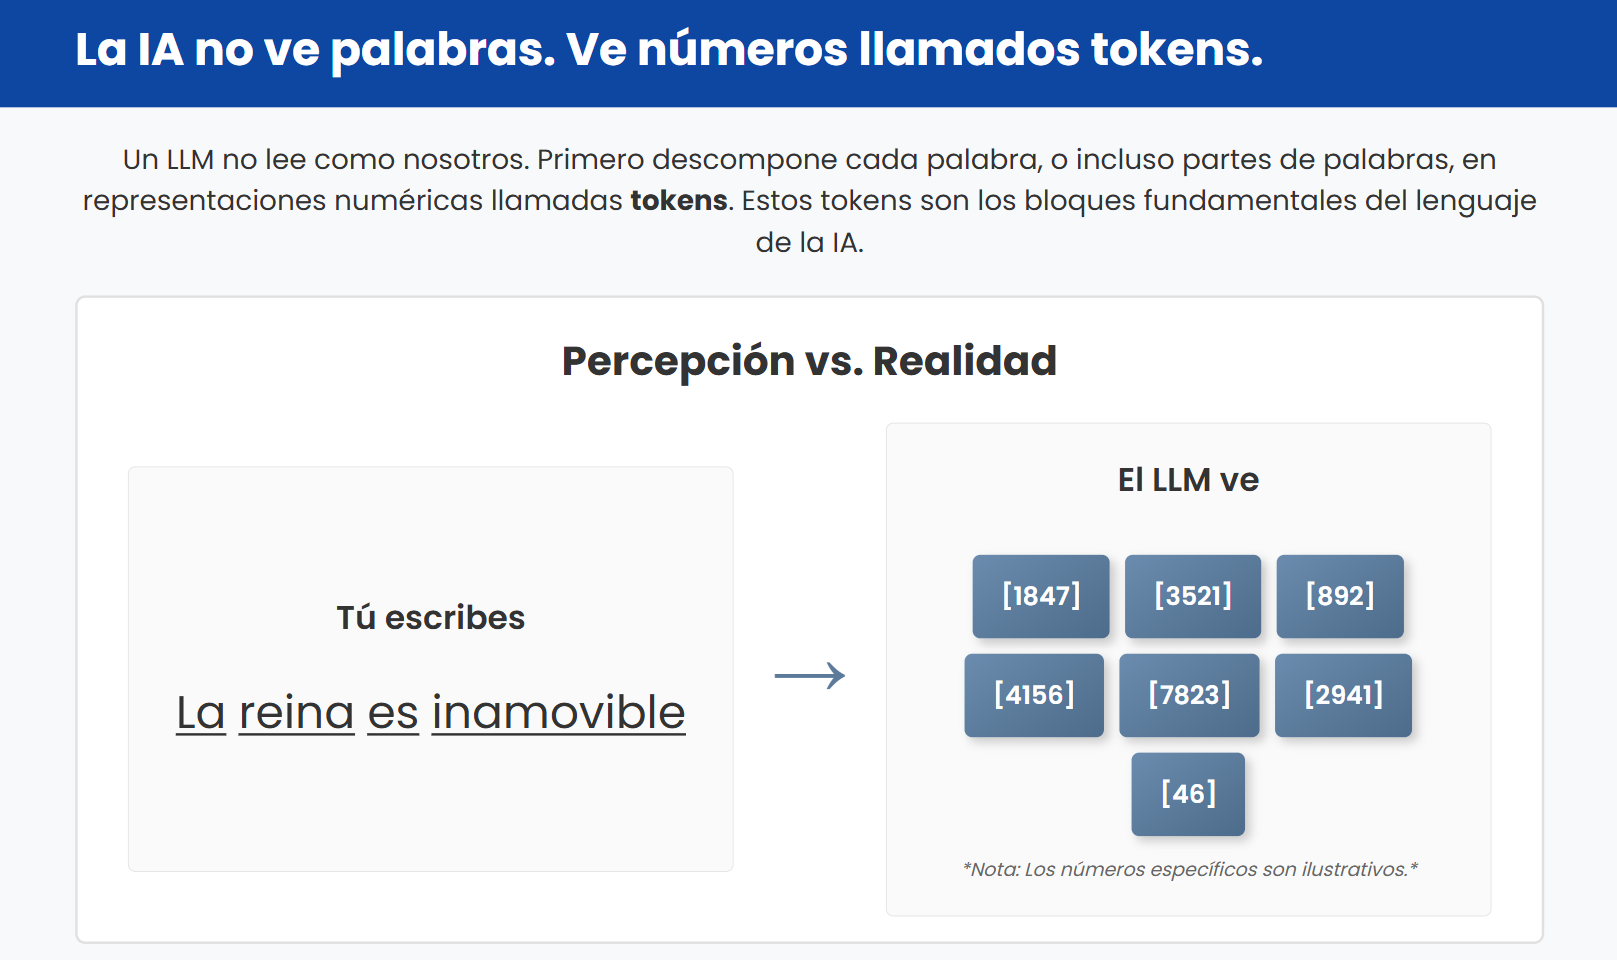 La IA no ve palabras. Ve números llamados tokens.
Un LLM no lee como nosotros. Primero descompone cada palabra, o incluso partes de palabras, en
representaciones numéricas llamadas tokens. Estos tokens son los bloques fundamentales del lenguaje
de la IA.
Percepción vs. Realidad
Tú escribes
La reina es inamovible
→
El LLM ve
[1847] [3521] [892]
[4156] [7823] [2941]
[46]
*Nota: Los números específicos son ilustrativos.*